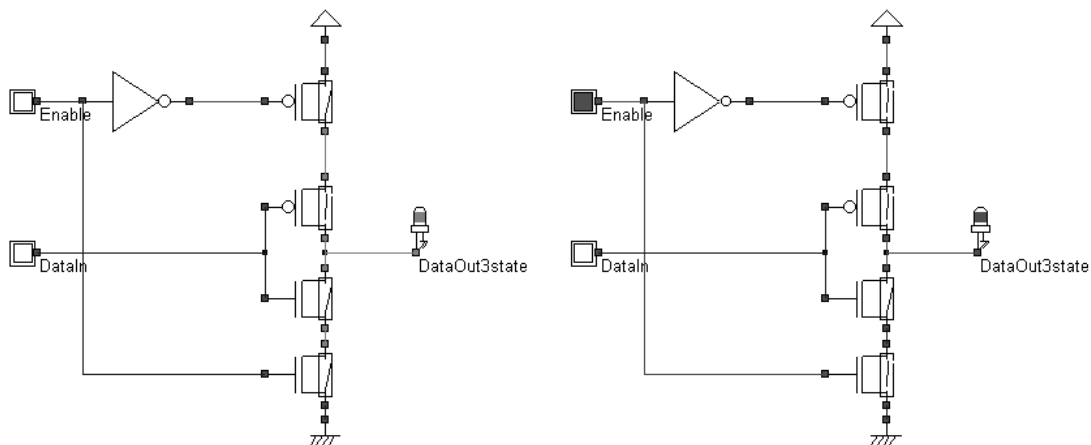 Enable
Enable
DataIn
DataOut3state
DataIn
DataOut3state